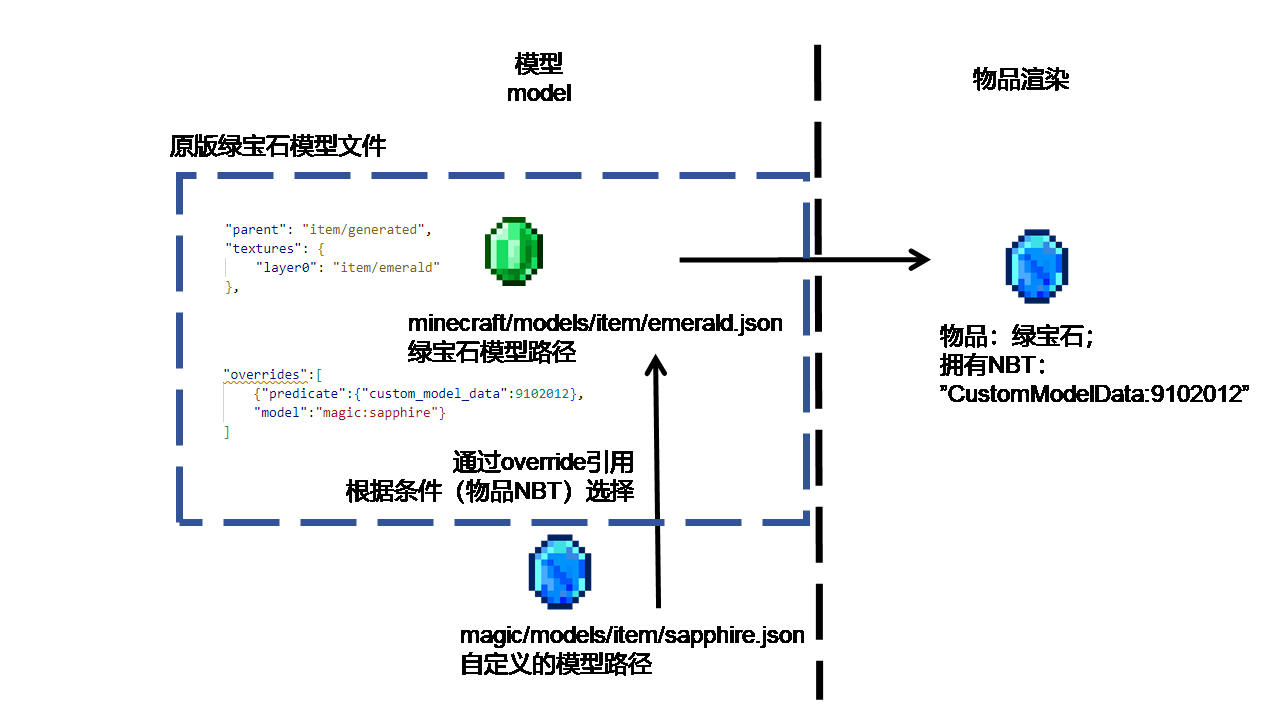 模型
model
物品渲染
原版绿宝石模型文件
"parent": "item/generated",
"textures": {
"layer0": "item/emerald"
},
minecraft/models/item/emerald.json
绿宝石模型路径
"overrides":[
{"predicate":{"custom_model_data":9102012},
"model":"magic:sapphire"}
]
通过override引用
根据条件（物品NBT）选择
magic/models/item/sapphire.json
自定义的模型路径
物品：绿宝石；
拥有NBT：
”CustomModelData:9102012”